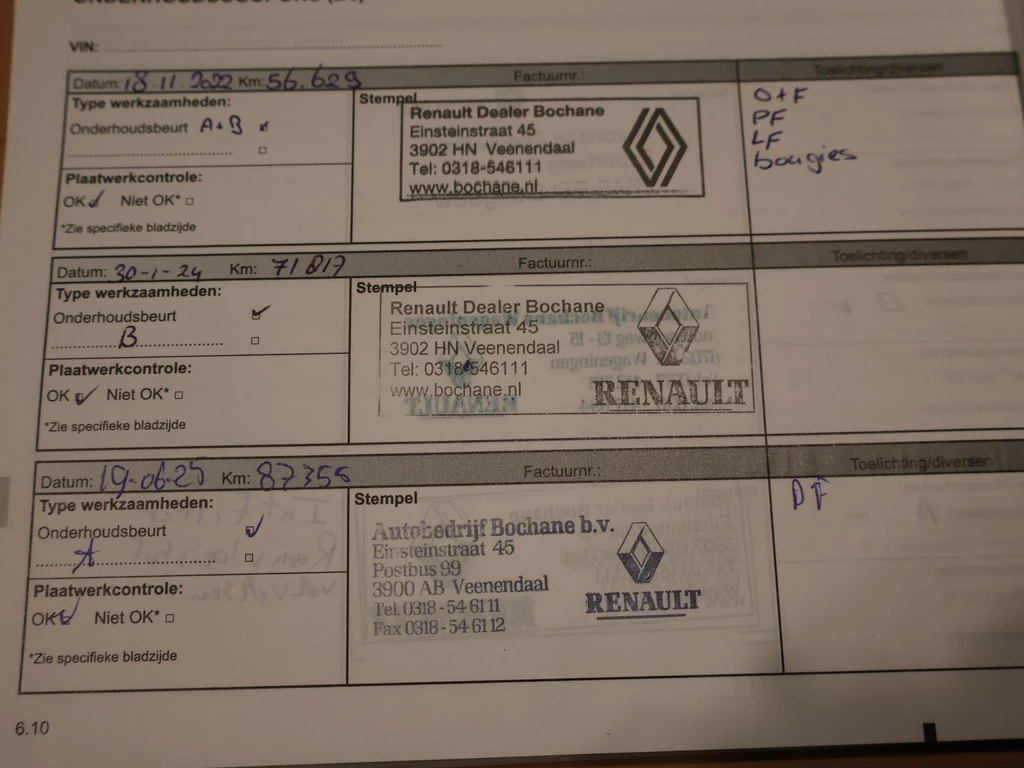 VIN:
Datum: 18-11-2022 Km: 56.629 Factuurnr.: Toelichting/diversen
Type werkzaamheden:
Onderhoudsbeurt A+B
Plaatwerkcontrole:
OK Niet OK*
*Zie specifieke bladzijde
Stempel
Renault Dealer Bochane
Einsteinstraat 45
3902 HN Veenendaal
Tel: 0318-546111
www.bochane.nl
O+F
PF
LF
bougies
Datum: 30-1-24 Km: 71817 Factuurnr.: Toelichting/diversen
Type werkzaamheden:
Onderhoudsbeurt
B
Plaatwerkcontrole:
OK Niet OK*
*Zie specifieke bladzijde
Stempel
Renault Dealer Bochane
Einsteinstraat 45
3902 HN Veenendaal
Tel: 0318-546111
www.bochane.nl
RENAULT
Datum: 19-06-25 Km: 87355 Factuurnr.: Toelichting/diversen
Type werkzaamheden:
Onderhoudsbeurt
A
Plaatwerkcontrole:
OK Niet OK*
*Zie specifieke bladzijde
Stempel
Autobedrijf Bochane b.v.
Einsteinstraat 45
Postbus 99
3900 AB Veenendaal
Tel. 0318 - 54 61 11
Fax 0318 - 54 61 12
RENAULT
PF
6.10